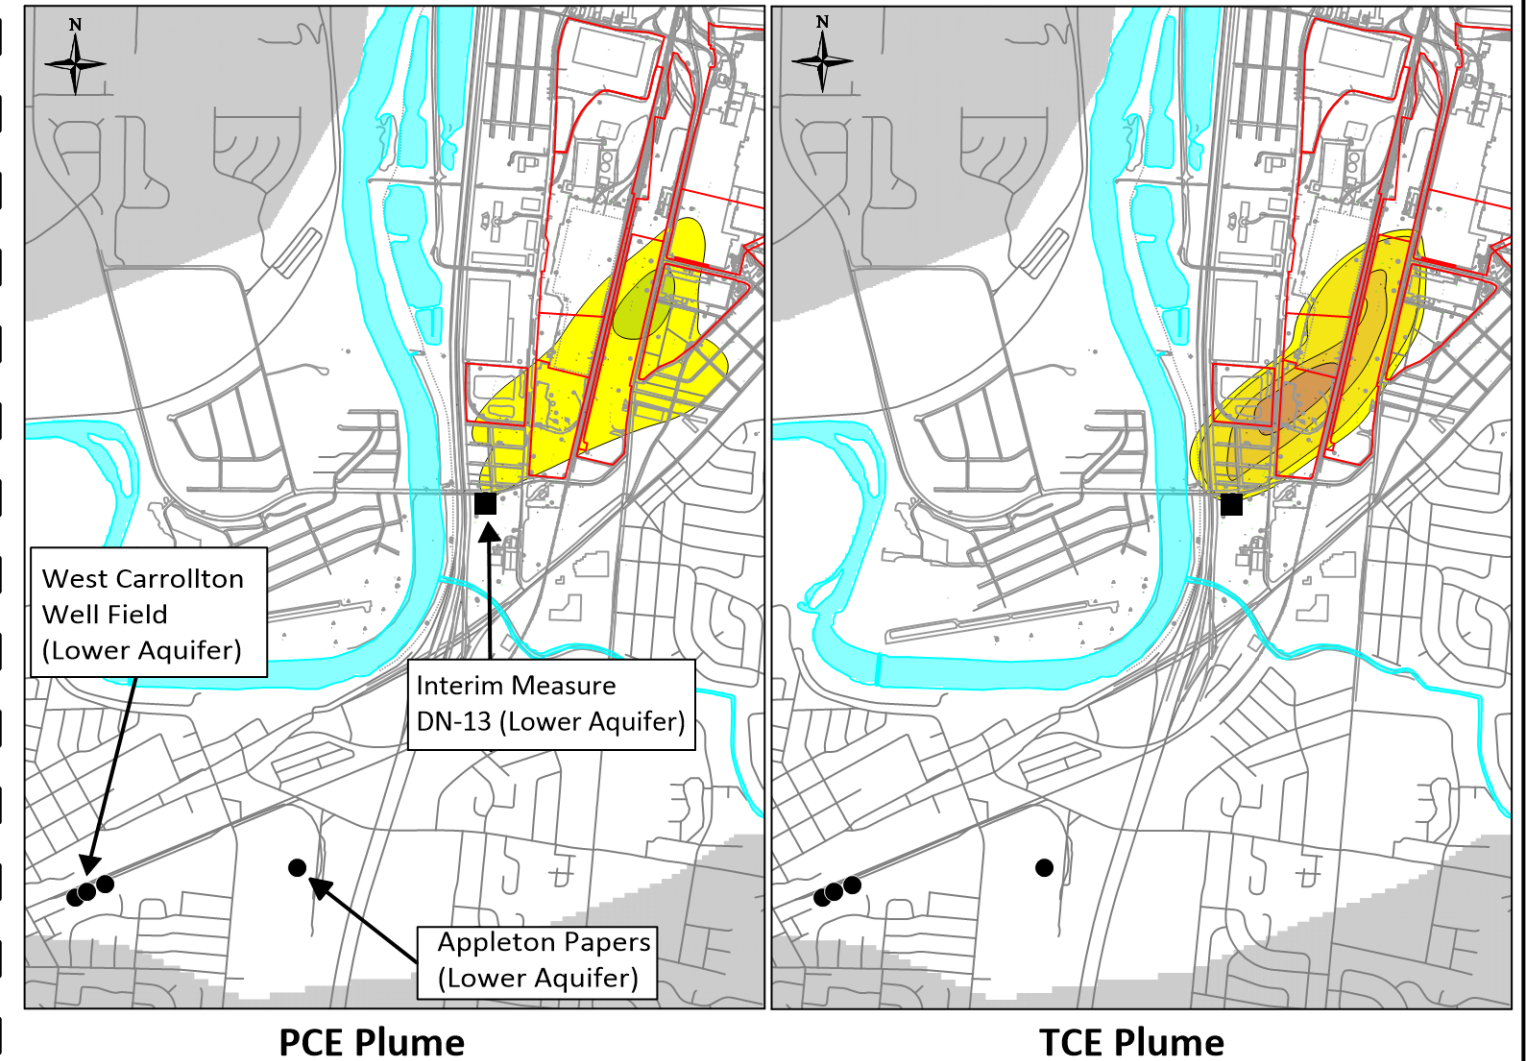 N
N
West Carrollton
Well Field
(Lower Aquifer)
Interim Measure
DN-13 (Lower Aquifer)
Appleton Papers
(Lower Aquifer)
PCE Plume
TCE Plume